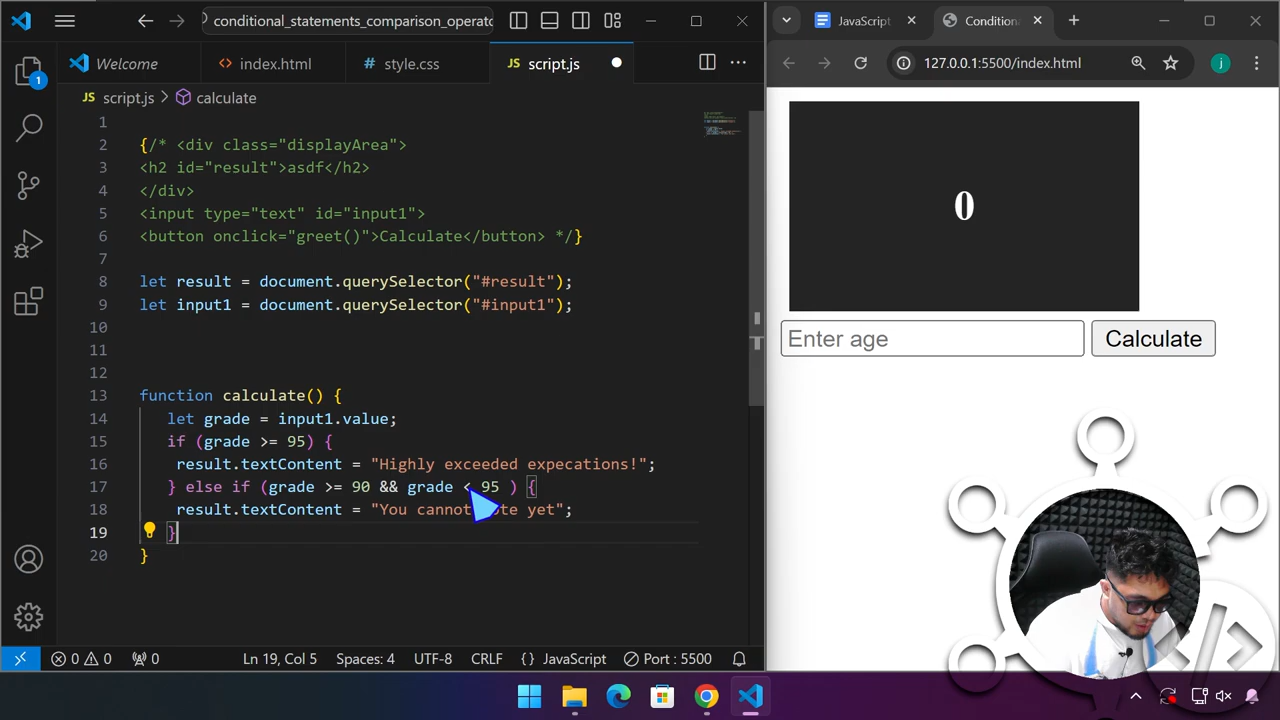 conditional_statements_comparison_operato
Welcome
index.html
style.css
script.js
script.js > calculate
1
2 {/* <div class="displayArea">
3 <h2 id="result">asdf</h2>
4 </div>
5 <input type="text" id="input1">
6 <button onclick="greet()">Calculate</button> */}
7
8 let result = document.querySelector("#result");
9 let input1 = document.querySelector("#input1");
10
11
12
13 function calculate() {
14 let grade = input1.value;
15 if (grade >= 95) {
16 result.textContent = "Highly exceeded expecations!";
17 } else if (grade >= 90 && grade < 95 ) {
18 result.textContent = "You cannot te yet";
19 }
20 }
1
0 0 0
Ln 19, Col 5
Spaces: 4
UTF-8
CRLF
{} JavaScript
Port : 5500
JavaScript
Condition
127.0.0.1:5500/index.html
j
0
Enter age
Calculate
</>